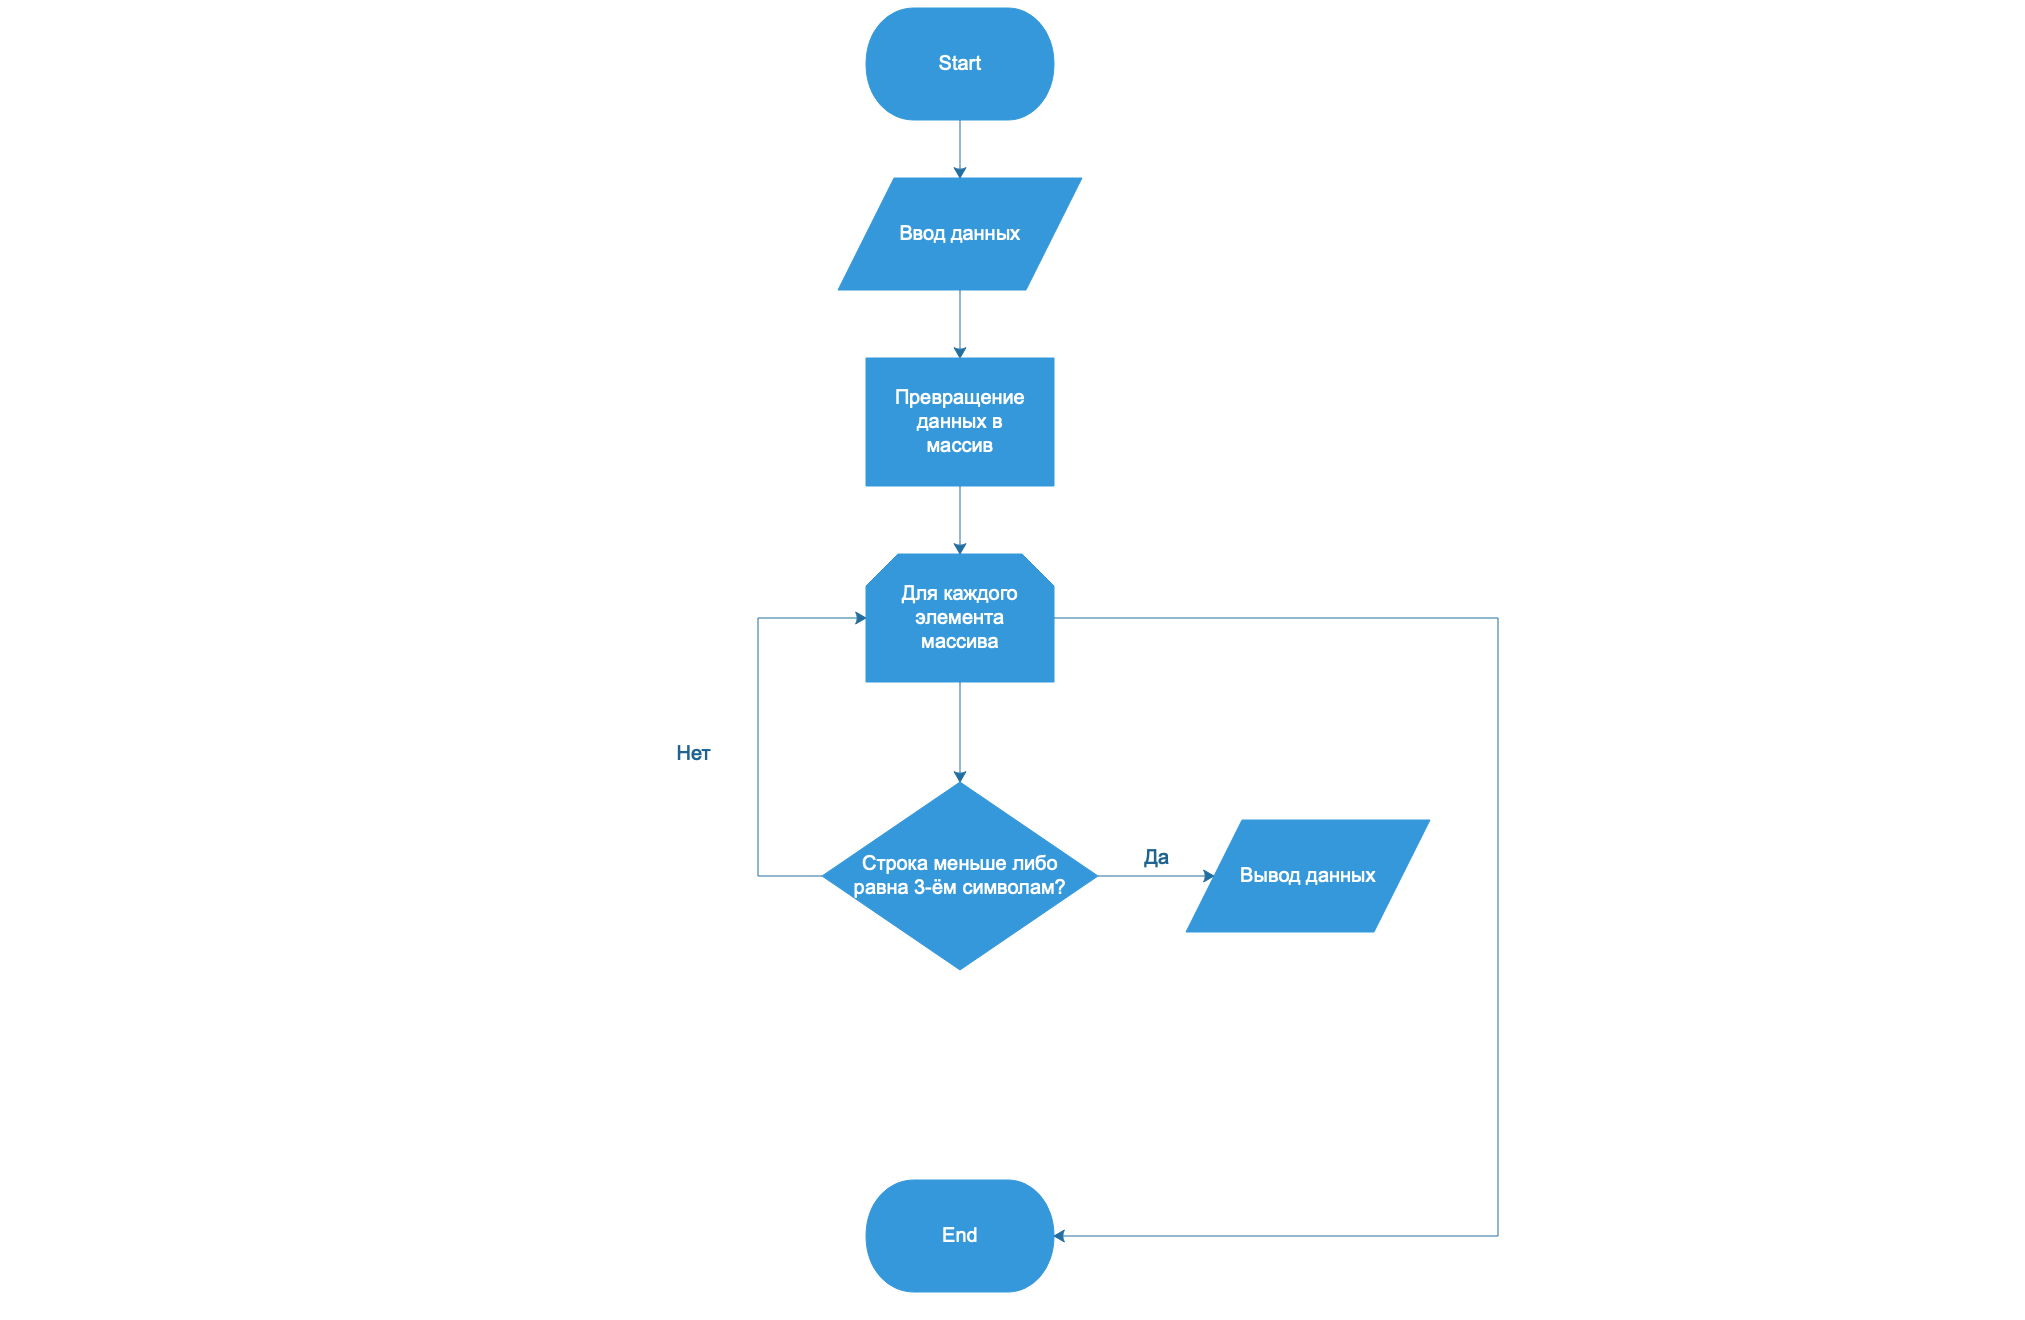 Start
Ввод данных
Превращение
данных в
массив
Для каждого
элемента
массива
Нет
Строка меньше либо
равна 3-ём символам?
Да
Вывод данных
End